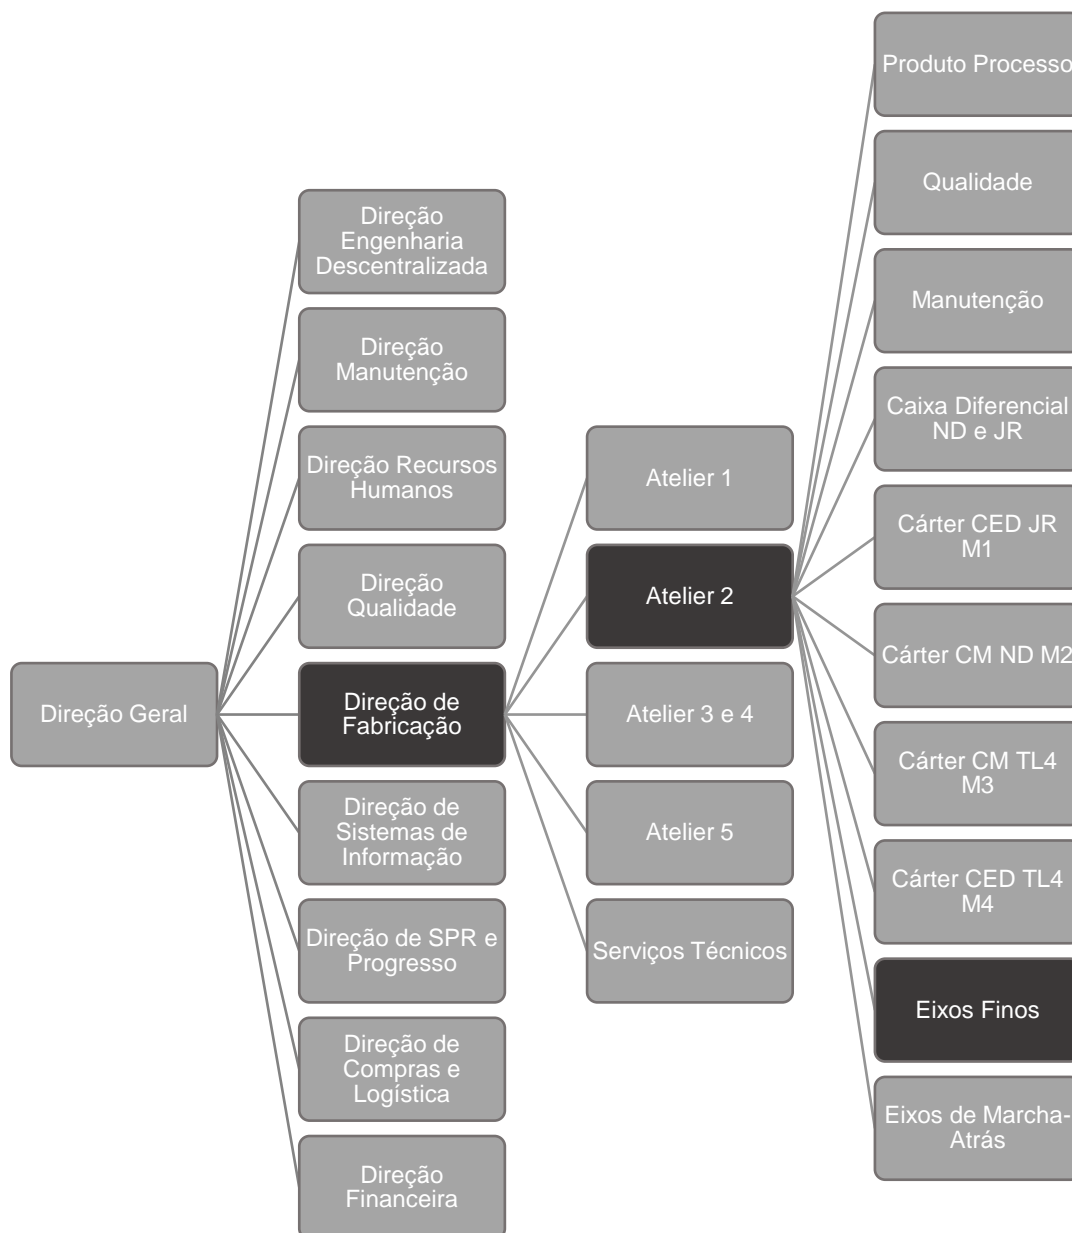 Direção Geral
Direção
Engenharia
Descentralizada
Direção
Manutenção
Direção Recursos
Humanos
Direção
Qualidade
Direção de
Fabricação
Direção de
Sistemas de
Informação
Direção de SPR e
Progresso
Direção de
Compras e
Logística
Direção
Financeira
Atelier 1
Atelier 2
Atelier 3 e 4
Atelier 5
Serviços Técnicos
Produto Processo
Qualidade
Manutenção
Caixa Diferencial
ND e JR
Cárter CED JR
M1
Cárter CM ND M2
Cárter CM TL4
M3
Cárter CED TL4
M4
Eixos Finos
Eixos de Marcha-
Atrás